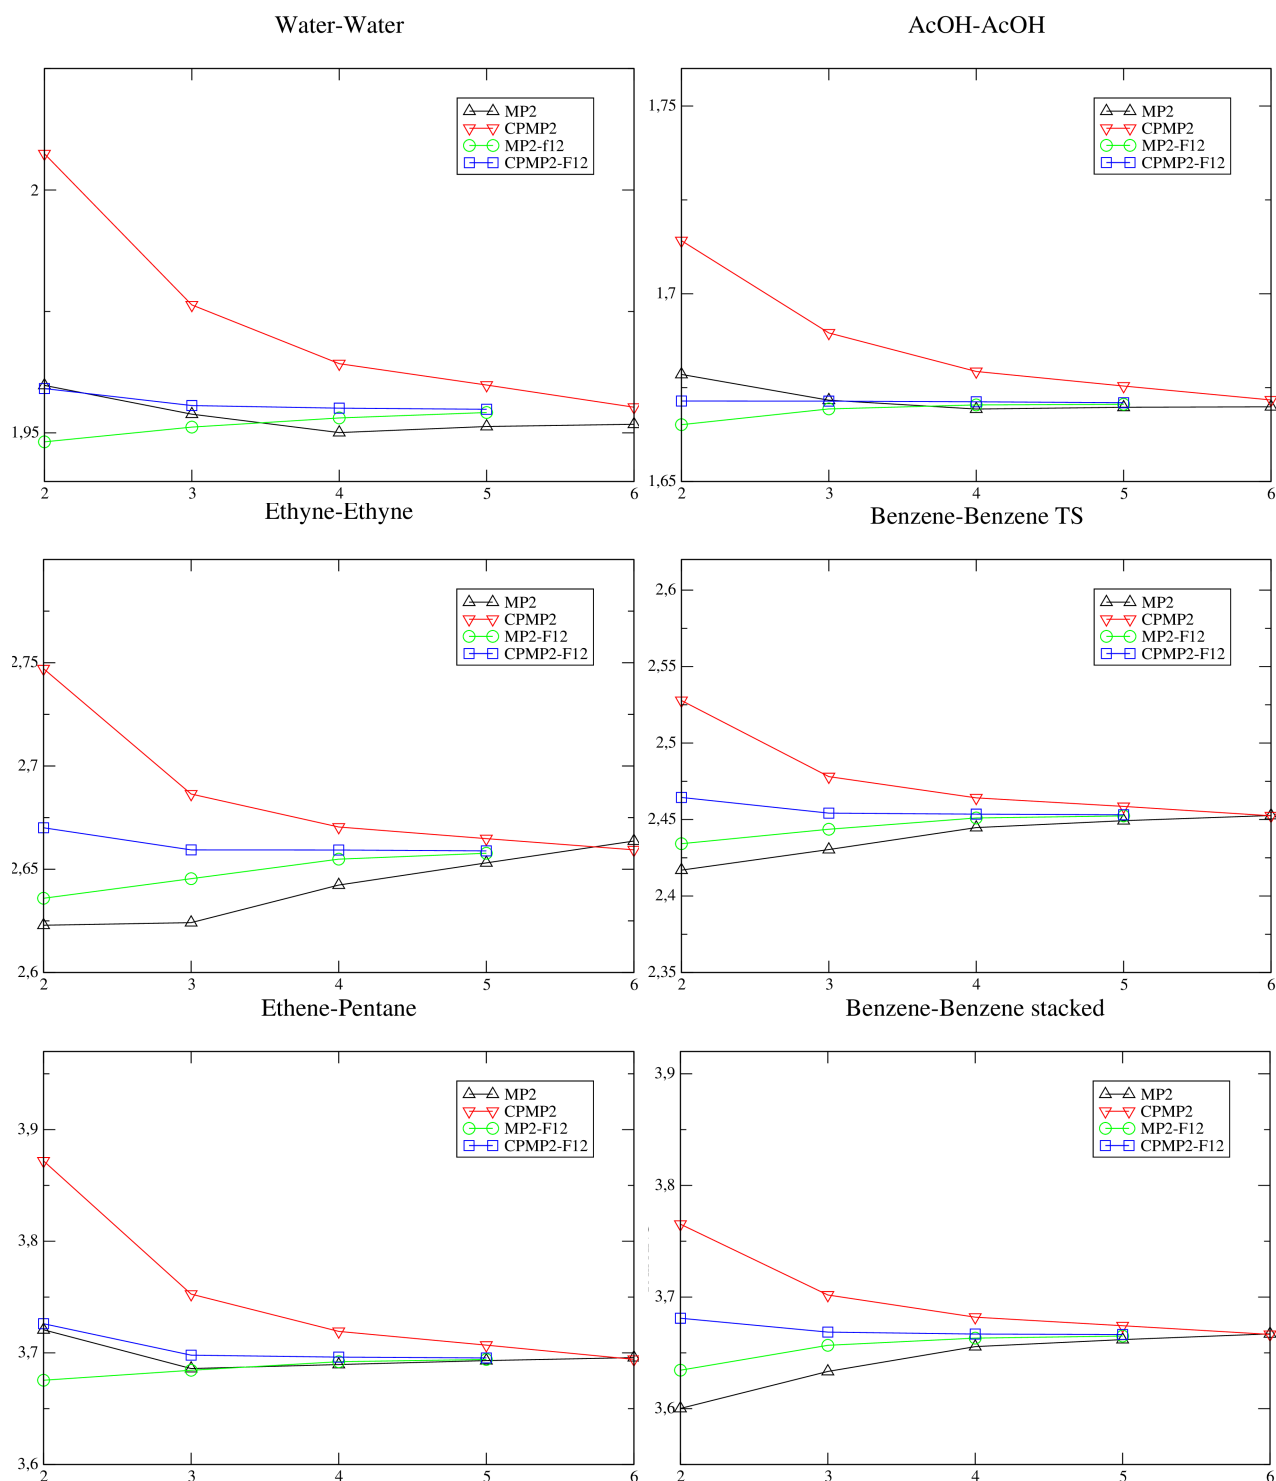 Water-Water
MP2
CPMP2
MP2-f12
CPMP2-F12
2
1,95
2 3 4 5 6
AcOH-AcOH
MP2
CPMP2
MP2-F12
CPMP2-F12
1,75
1,7
1,65
2 3 4 5 6
Ethyne-Ethyne
MP2
CPMP2
MP2-F12
CPMP2-F12
2,75
2,7
2,65
2,6
2 3 4 5 6
Benzene-Benzene TS
MP2
CPMP2
MP2-F12
CPMP2-F12
2,6
2,55
2,5
2,45
2,4
2,35
2 3 4 5 6
Ethene-Pentane
MP2
CPMP2
MP2-F12
CPMP2-F12
3,9
3,8
3,7
3,6
2 3 4 5 6
Benzene-Benzene stacked
MP2
CPMP2
MP2-F12
CPMP2-F12
3,9
3,8
3,7
3,6
2 3 4 5 6